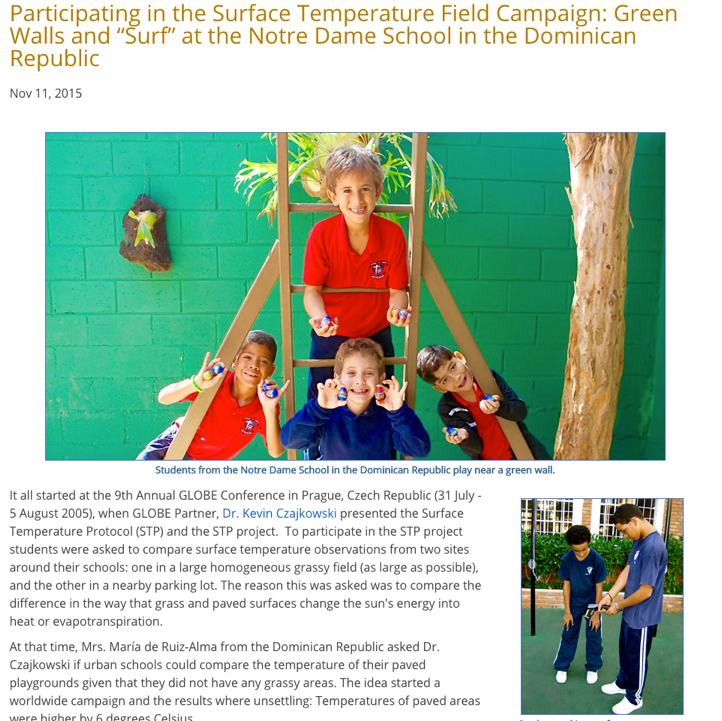 Participating in the Surface Temperature Field Campaign: Green
Walls and “Surf” at the Notre Dame School in the Dominican
Republic
Nov 11, 2015
Students from the Notre Dame School in the Dominican Republic play near a green wall.
It all started at the 9th Annual GLOBE Conference in Prague, Czech Republic (31 July -
5 August 2005), when GLOBE Partner, Dr. Kevin Czajkowski presented the Surface
Temperature Protocol (STP) and the STP project.  To participate in the STP project
students were asked to compare surface temperature observations from two sites
around their schools: one in a large homogeneous grassy field (as large as possible),
and the other in a nearby parking lot. The reason this was asked was to compare the
difference in the way that grass and paved surfaces change the sun's energy into
heat or evapotranspiration.
At that time, Mrs. María de Ruiz-Alma from the Dominican Republic asked Dr.
Czajkowski if urban schools could compare the temperature of their paved
playgrounds given that they did not have any grassy areas. The idea started a
worldwide campaign and the results where unsettling: Temperatures of paved areas
were higher by 6 degrees Celsius